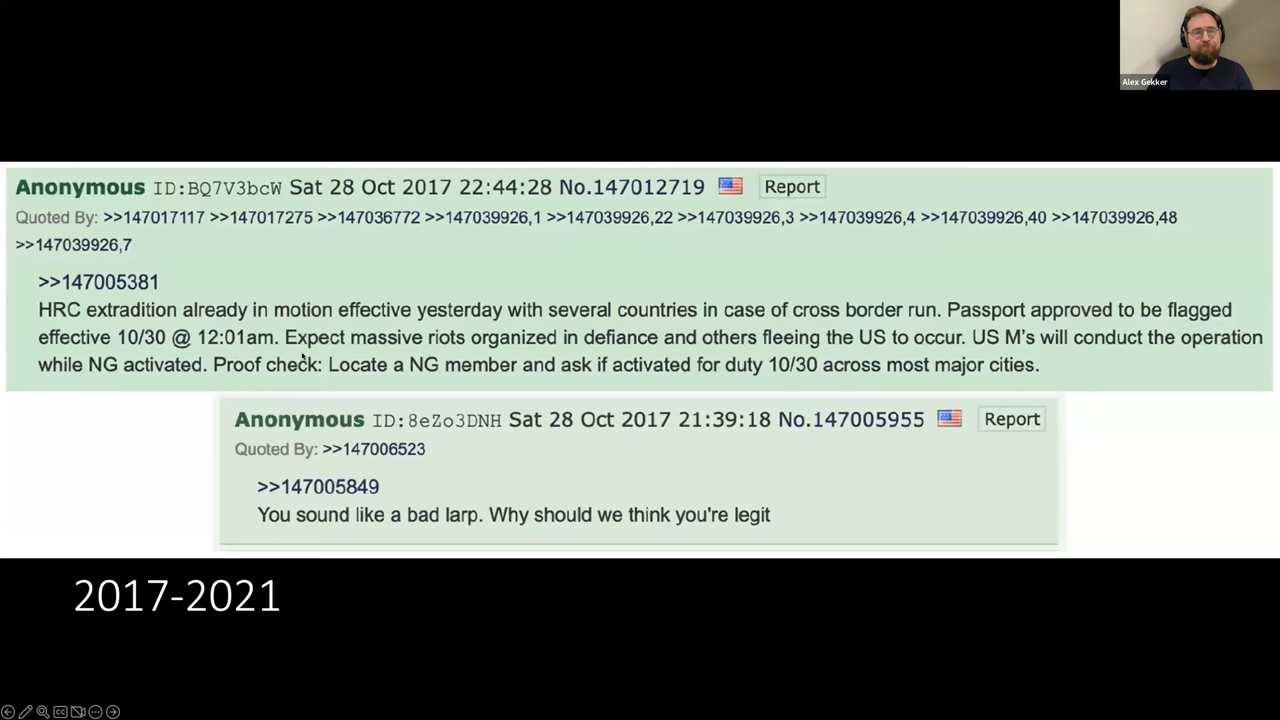 Alex Gekker
Anonymous ID:BQ7V3bcW Sat 28 Oct 2017 22:44:28 No.147012719 Report
Quoted By: >>147017117 >>147017275 >>147036772 >>147039926,1 >>147039926,22 >>147039926,3 >>147039926,4 >>147039926,40 >>147039926,48
>>147039926,7
>>147005381
HRC extradition already in motion effective yesterday with several countries in case of cross border run. Passport approved to be flagged
effective 10/30 @ 12:01am. Expect massive riots organized in defiance and others fleeing the US to occur. US M's will conduct the operation
while NG activated. Proof check: Locate a NG member and ask if activated for duty 10/30 across most major cities.
Anonymous ID:8eZo3DNH Sat 28 Oct 2017 21:39:18 No.147005955 Report
Quoted By: >>147006523
>>147005849
You sound like a bad larp. Why should we think you're legit
2017-2021